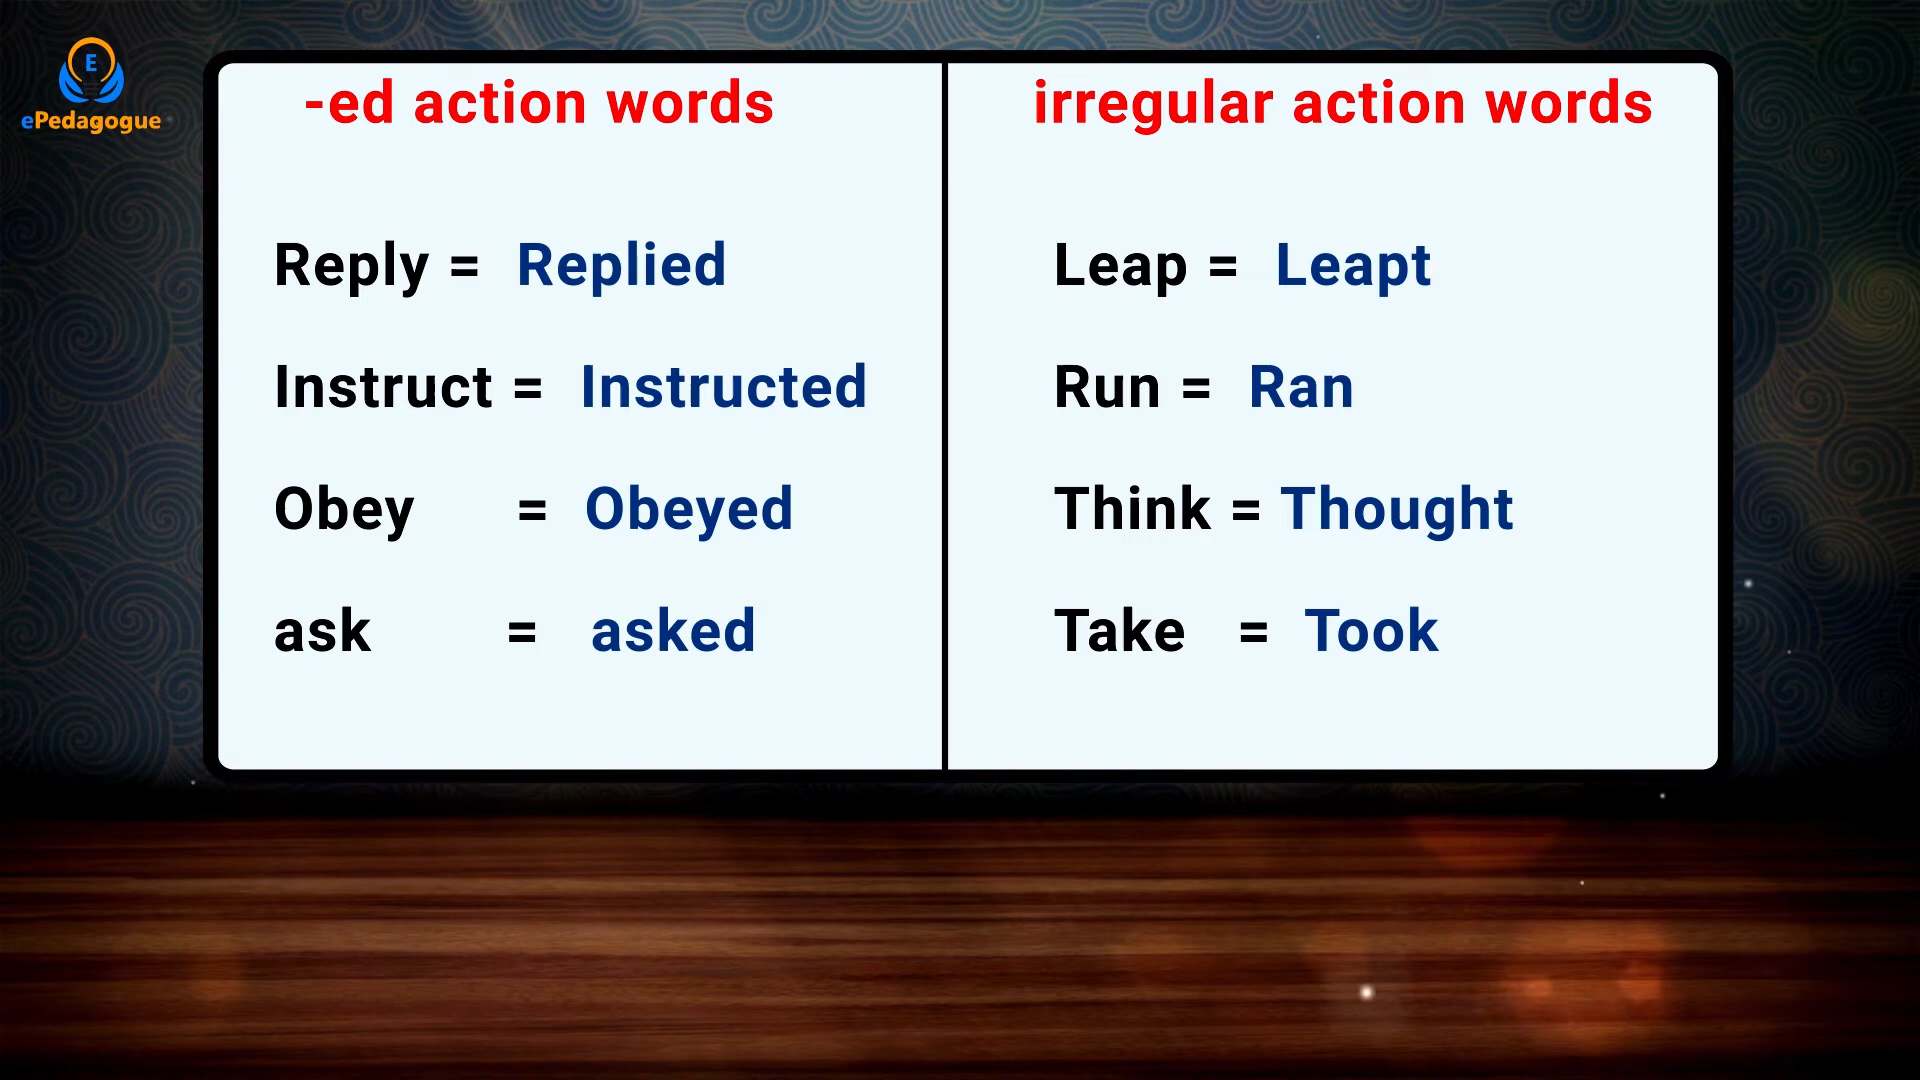 E
ePedagogue
-ed action words
Reply = Replied
Instruct = Instructed
Obey = Obeyed
ask = asked
irregular action words
Leap = Leapt
Run = Ran
Think = Thought
Take = Took